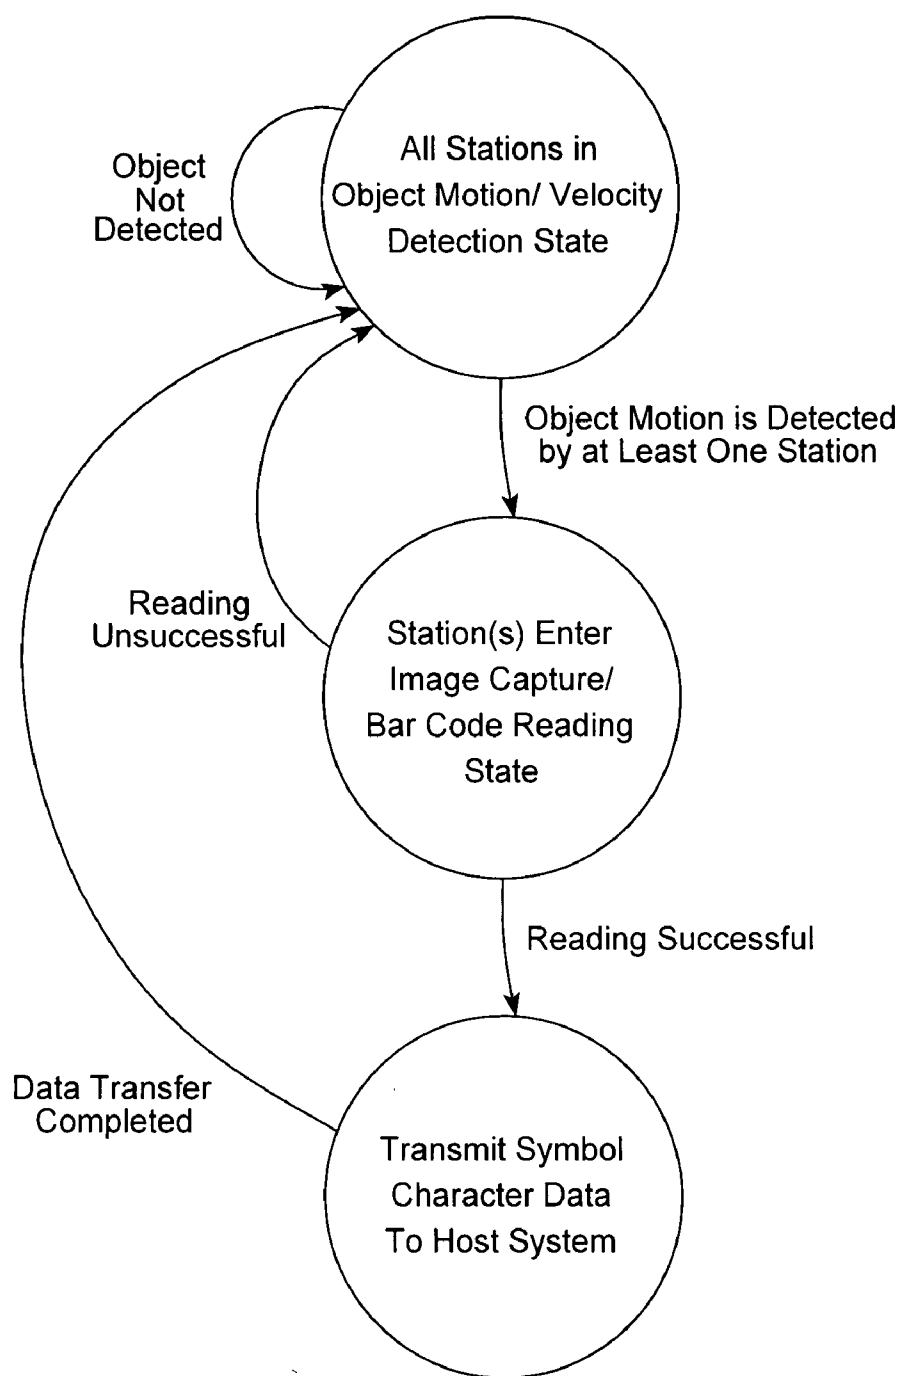 All Stations in
Object Motion/ Velocity
Detection State
Object
Not
Detected
Object Motion is Detected
by at Least One Station
Reading
Unsuccessful
Station(s) Enter
Image Capture/
Bar Code Reading
State
Reading Successful
Data Transfer
Completed
Transmit Symbol
Character Data
To Host System